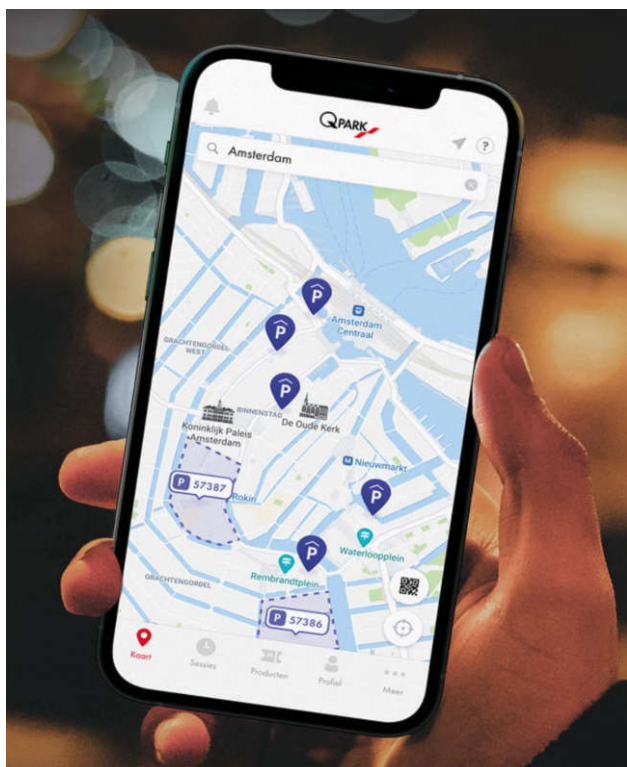 QPARK
?
Amsterdam
P
Amsterdam
Centraal
P
GRACHTENGORDEL-
WEST
P
BINNENSTAD
De Oude Kerk
Koninklijk Paleis
Amsterdam
M Nieuwmarkt
P 57387
Rokin
P
Waterlooplein
P
Rembrandtplein
GRACHTENGORDEL
P 57386
Kaart
Sessies
Producten
Profiel
Meer